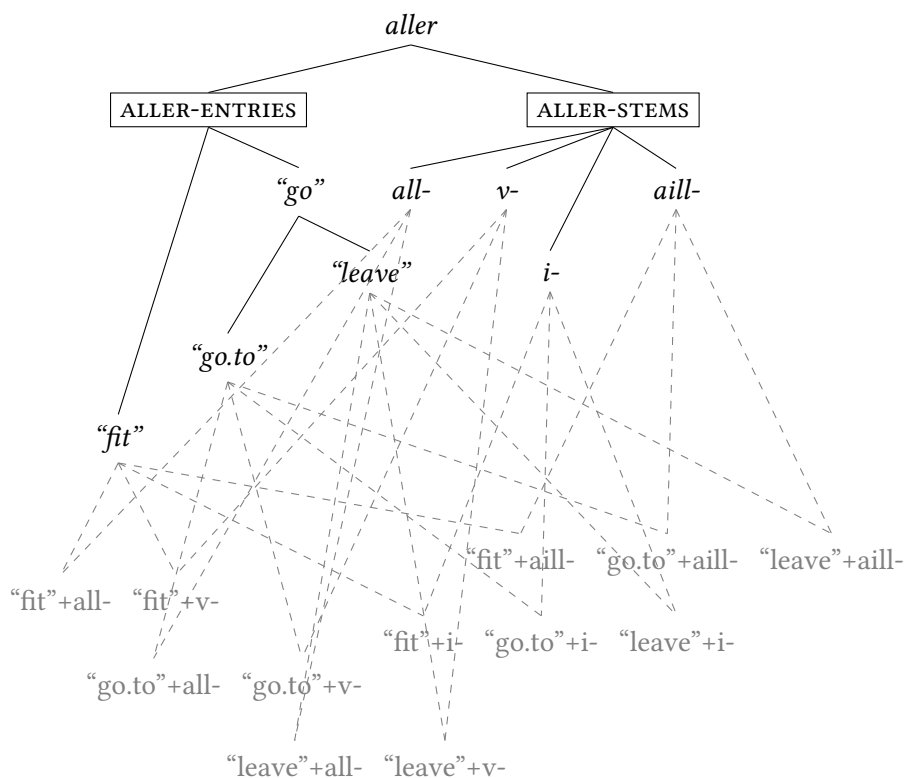 aller
ALLER-ENTRIES ALLER-STEMS
“go” all- v- aill-
“leave” i-
“go.to”
“fit”
“fit”+aill- “go.to”+aill- “leave”+aill-
“fit”+all- “fit”+v-
“fit”+i- “go.to”+i- “leave”+i-
“go.to”+all- “go.to”+v-
“leave”+all- “leave”+v-